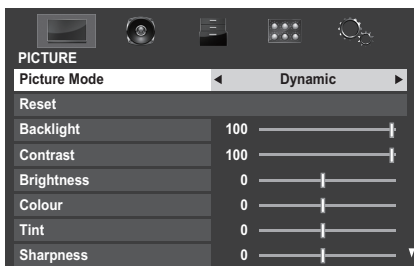 PICTURE
Picture Mode Dynamic
Reset
Backlight 100
Contrast 100
Brightness 0
Colour 0
Tint 0
Sharpness 0